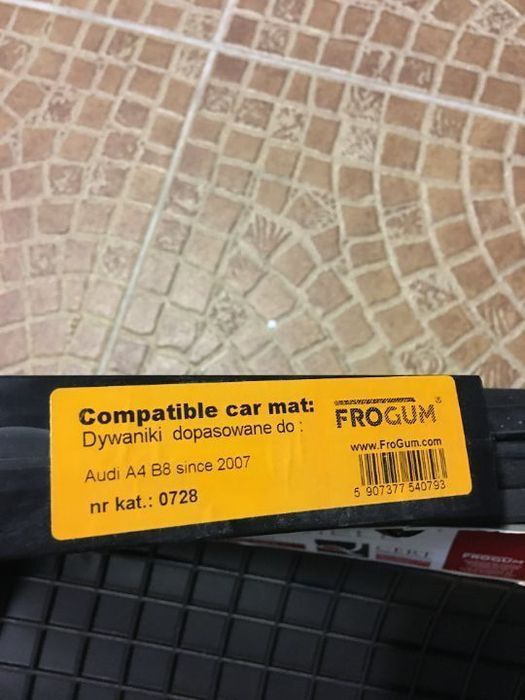 Compatible car mat:
Dywaniki dopasowane do :
Audi A4 B8 since 2007
nr kat.: 0728
FROGUM®
www.FroGum.com
5 907377 540793
FROGUM